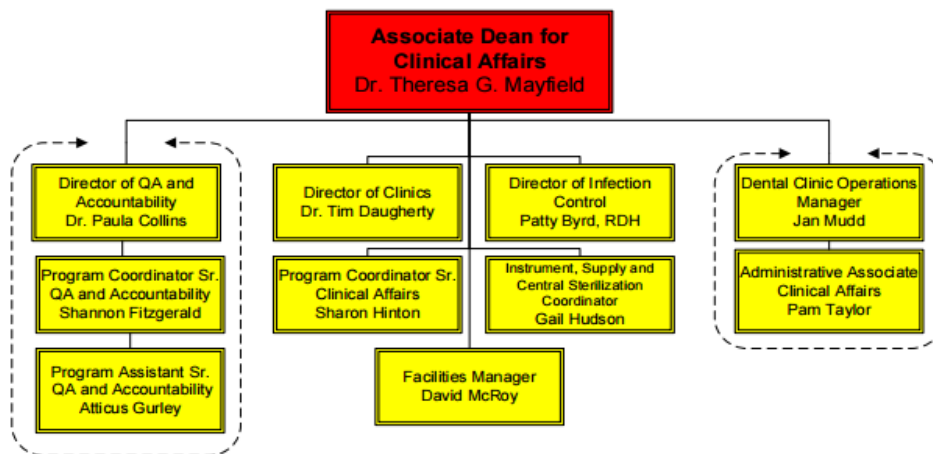 Associate Dean for
Clinical Affairs
Dr. Theresa G. Mayfield
Director of QA and
Accountability
Dr. Paula Collins
Director of Clinics
Dr. Tim Daugherty
Director of Infection
Control
Patty Byrd, RDH
Dental Clinic Operations
Manager
Jan Mudd
Program Coordinator Sr.
QA and Accountability
Shannon Fitzgerald
Program Coordinator Sr.
Clinical Affairs
Sharon Hinton
Instrument, Supply and
Central Sterilization
Coordinator
Gail Hudson
Administrative Associate
Clinical Affairs
Pam Taylor
Program Assistant Sr.
QA and Accountability
Atticus Gurley
Facilities Manager
David McRoy